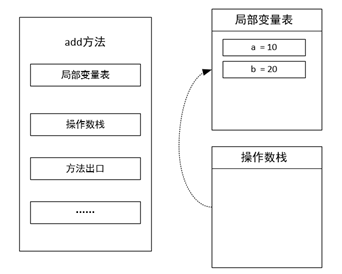 add方法
局部变量表
操作数栈
方法出口
……
局部变量表
a = 10
b = 20
操作数栈